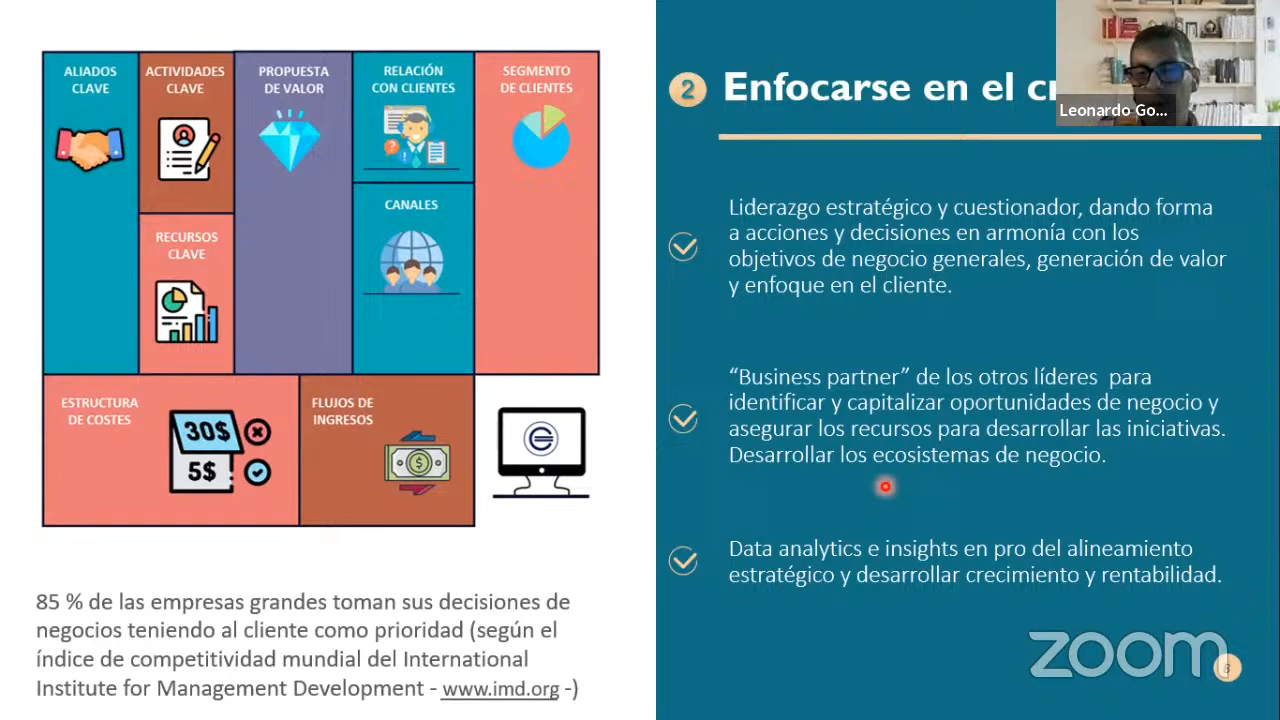 ALIADOS
CLAVE
ACTIVIDADES
CLAVE
PROPUESTA
DE VALOR
RELACIÓN
CON CLIENTES
SEGMENTO
DE CLIENTES
CANALES
RECURSOS
CLAVE
ESTRUCTURA
DE COSTES
30$
5$
FLUJOS DE
INGRESOS
85 % de las empresas grandes toman sus decisiones de
negocios teniendo al cliente como prioridad (según el
índice de competitividad mundial del International
Institute for Management Development - www.imd.org -)
2
Enfocarse en el
Leonardo Go...
Liderazgo estratégico y cuestionador, dando forma
a acciones y decisiones en armonía con los
objetivos de negocio generales, generación de valor
y enfoque en el cliente.
“Business partner” de los otros líderes para
identificar y capitalizar oportunidades de negocio y
asegurar los recursos para desarrollar las iniciativas.
Desarrollar los ecosistemas de negocio.
Data analytics e insights en pro del alineamiento
estratégico y desarrollar crecimiento y rentabilidad.
zoom
8